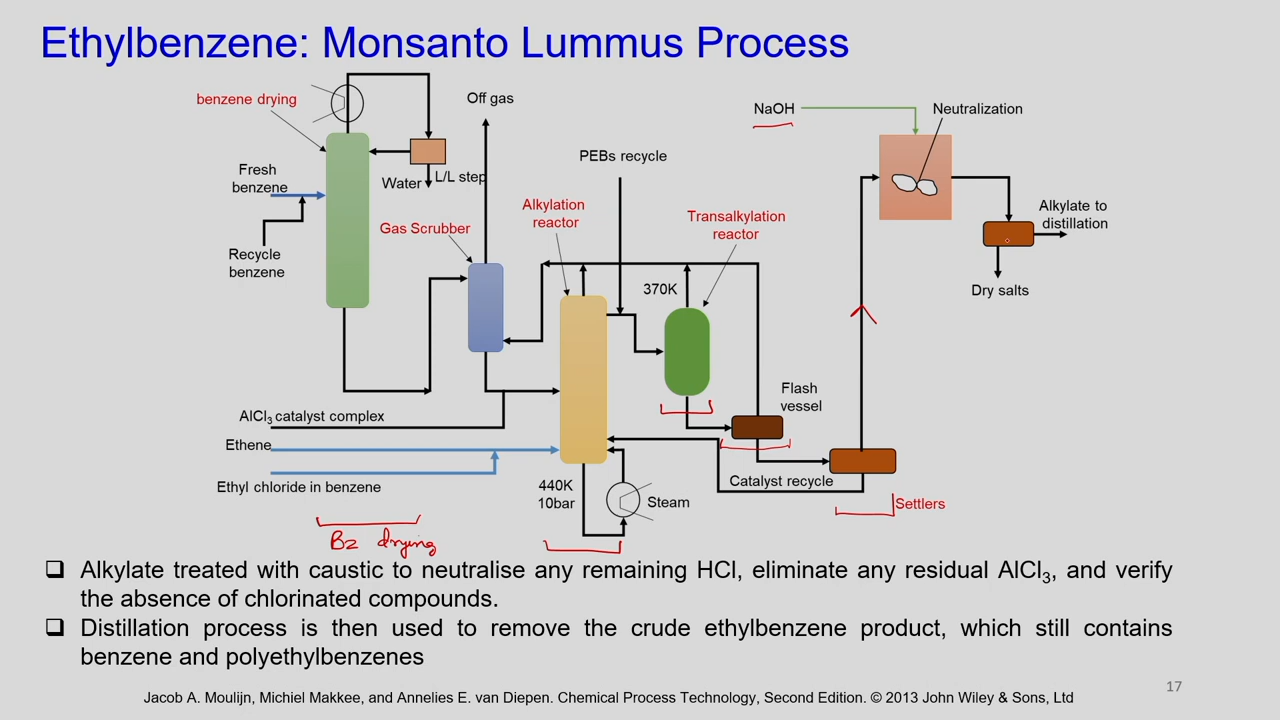 Ethylbenzene: Monsanto Lummus Process
benzene drying
Off gas
NaOH
Neutralization
Fresh
benzene
Water
L/L step
PEBs recycle
Recycle
benzene
Gas Scrubber
Alkylation
reactor
Transalkylation
reactor
Alkylate to
distillation
Dry salts
370K
Flash
vessel
AlCl3 catalyst complex
Ethene
Ethyl chloride in benzene
440K
10bar
Steam
Catalyst recycle
Settlers
Bz drying
❑ Alkylate treated with caustic to neutralise any remaining HCl, eliminate any residual AlCl3, and verify
the absence of chlorinated compounds.
❑ Distillation process is then used to remove the crude ethylbenzene product, which still contains
benzene and polyethylbenzenes
17
Jacob A. Moulijn, Michiel Makkee, and Annelies E. van Diepen. Chemical Process Technology, Second Edition. © 2013 John Wiley & Sons, Ltd